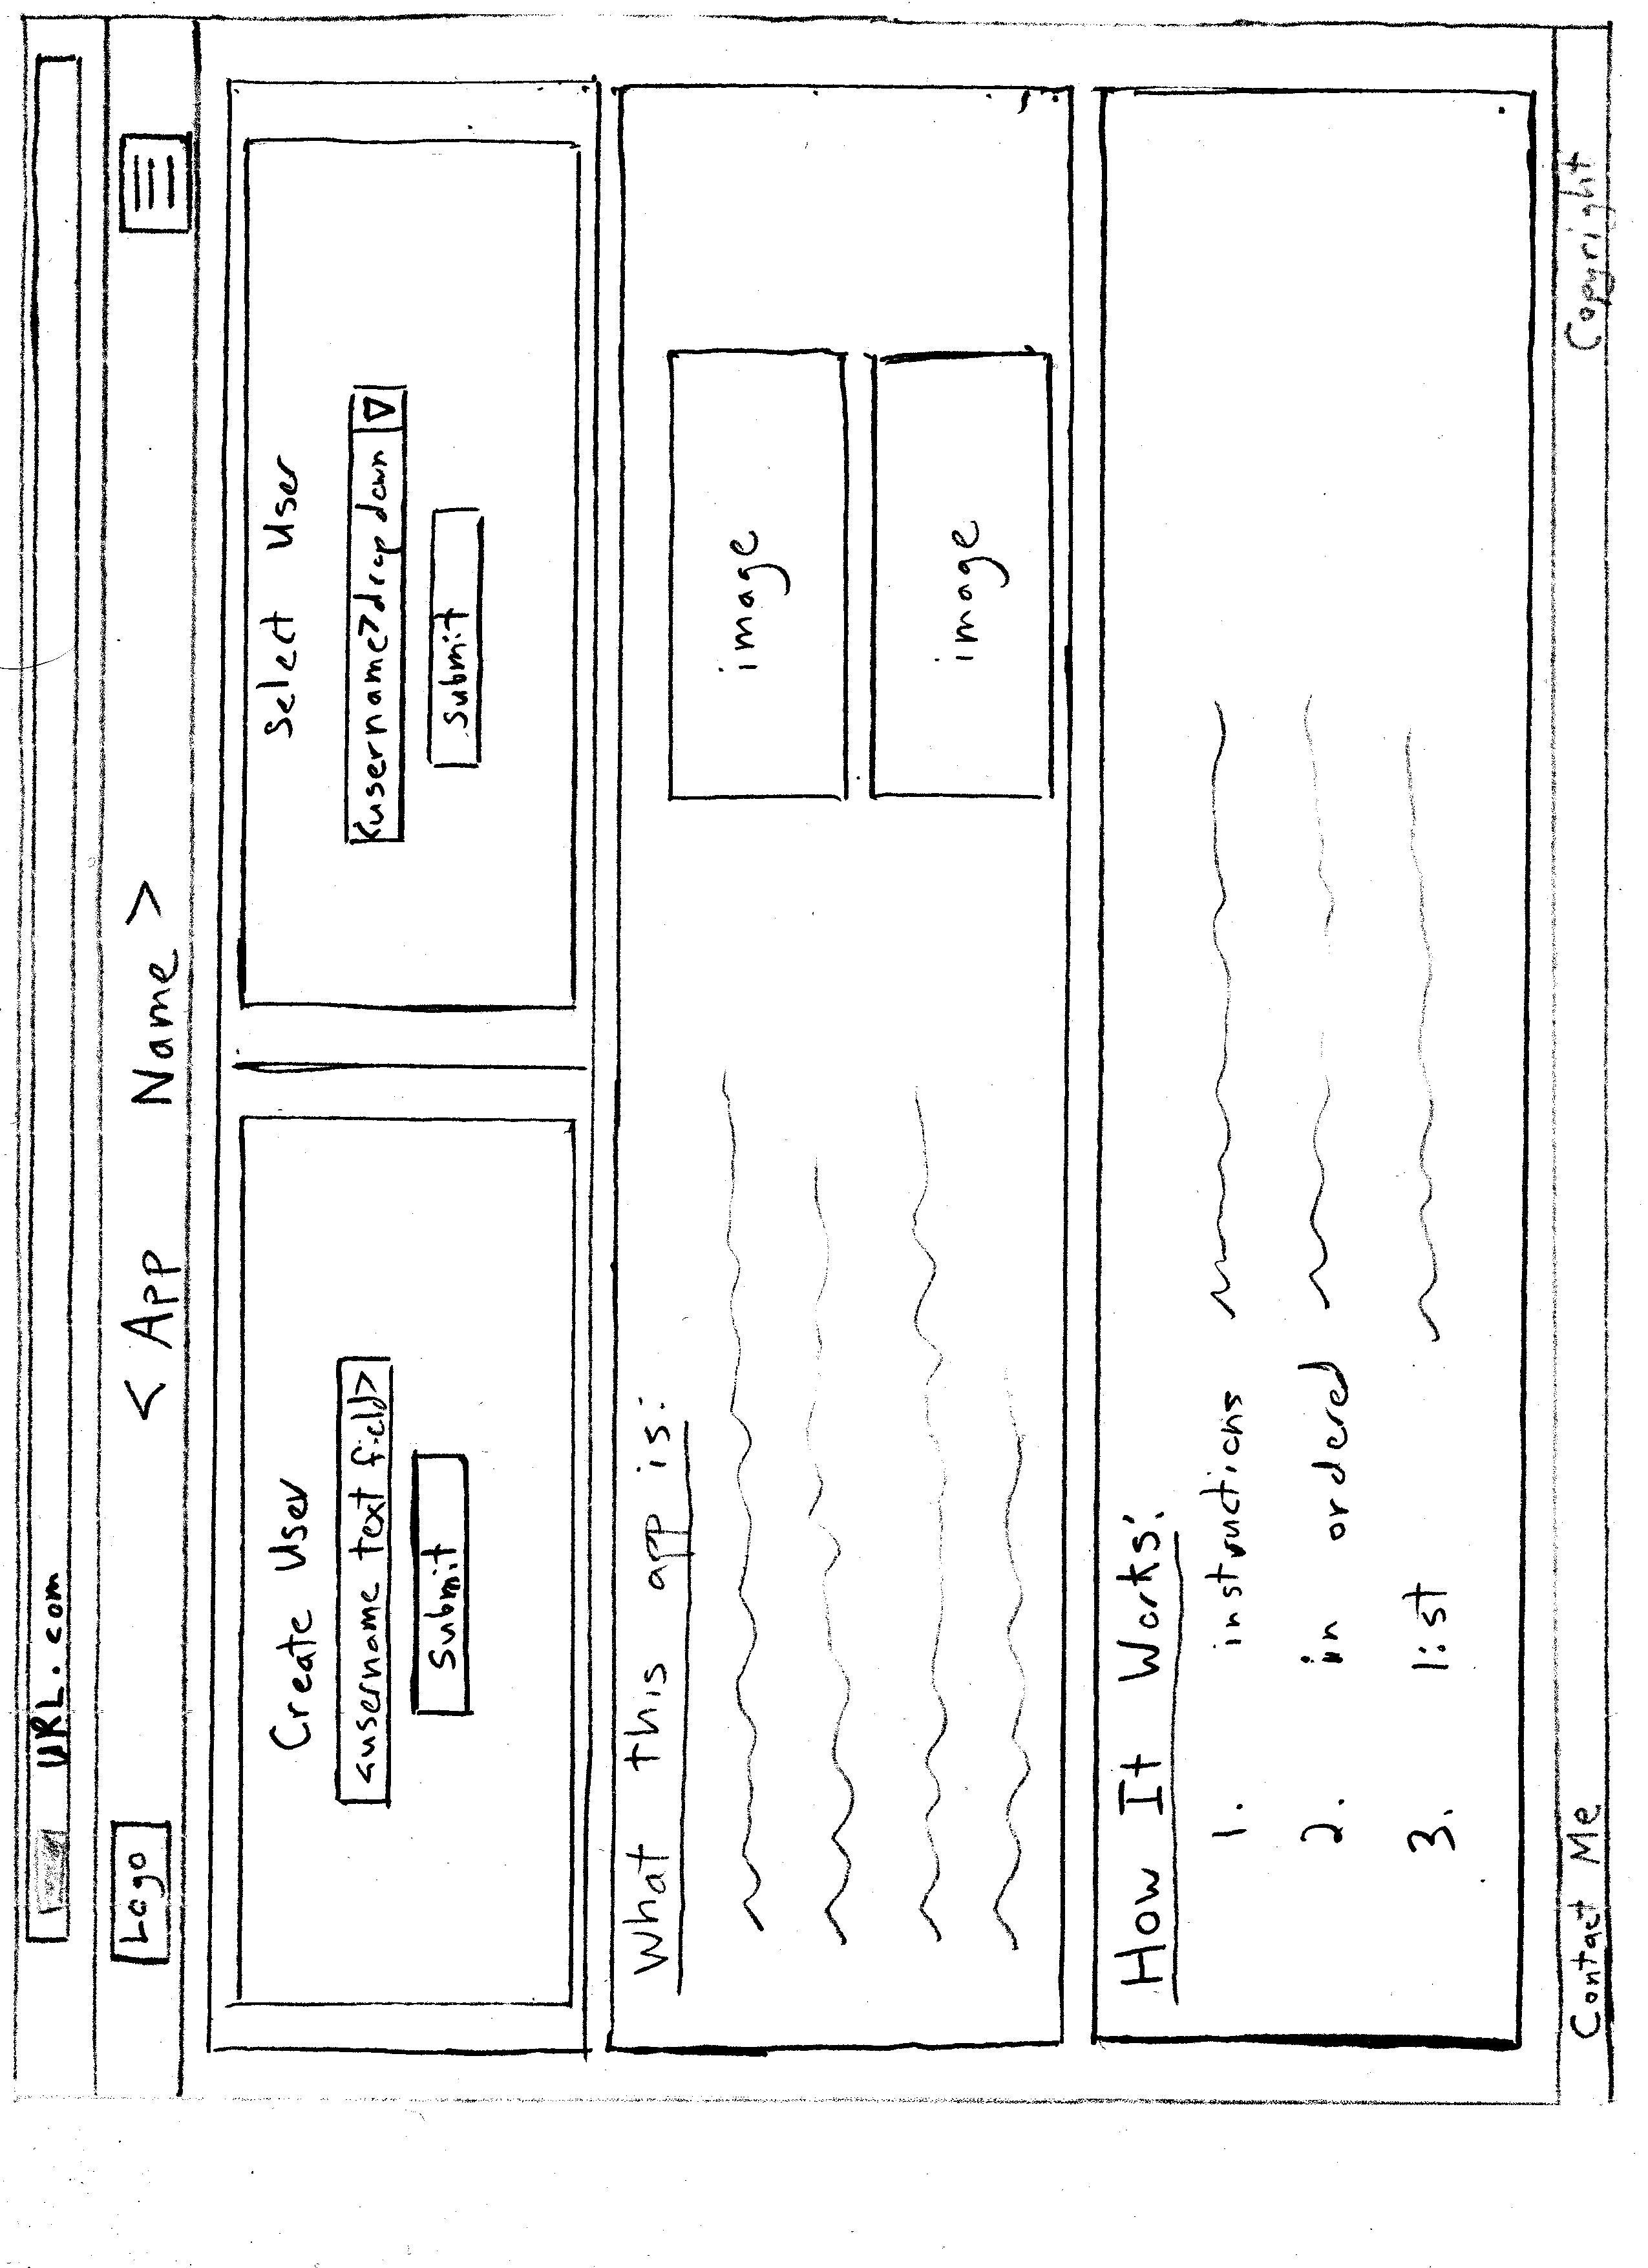 URL.com
Logo
< App Name >
Create User
<username text field>
Submit
Select User
<username> drop down
Submit
What this app is:
image
image
How It Works:
1. instructions
2. in ordered
3. list
Contact Me
Copyright